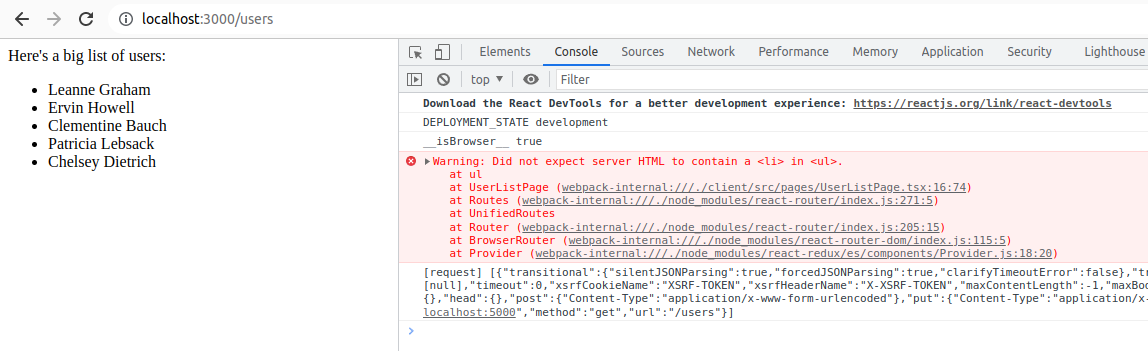 localhost:3000/users
Here's a big list of users:
Leanne Graham
Ervin Howell
Clementine Bauch
Patricia Lebsack
Chelsey Dietrich
Elements Console Sources Network Performance Memory Application Security Lighthouse
top Filter
Download the React DevTools for a better development experience: https://reactjs.org/link/react-devtools
DEPLOYMENT_STATE development
__isBrowser__ true
Warning: Did not expect server HTML to contain a <li> in <ul>.
at ul
at UserListPage (webpack-internal:///./client/src/pages/UserListPage.tsx:16:74)
at Routes (webpack-internal:///./node_modules/react-router/index.js:271:5)
at UnifiedRoutes
at Router (webpack-internal:///./node_modules/react-router/index.js:205:15)
at BrowserRouter (webpack-internal:///./node_modules/react-router-dom/index.js:115:5)
at Provider (webpack-internal:///./node_modules/react-redux/es/components/Provider.js:18:20)
[request] [{"transitional":{"silentJSONParsing":true,"forcedJSONParsing":true,"clarifyTimeoutError":false},"tr
[null],"timeout":0,"xsrfCookieName":"XSRF-TOKEN","xsrfHeaderName":"X-XSRF-TOKEN","maxContentLength":-1,"maxBod
{},"head":{},"post":{"Content-Type":"application/x-www-form-urlencoded"},"put":{"Content-Type":"application/x-
localhost:5000","method":"get","url":"/users"}]